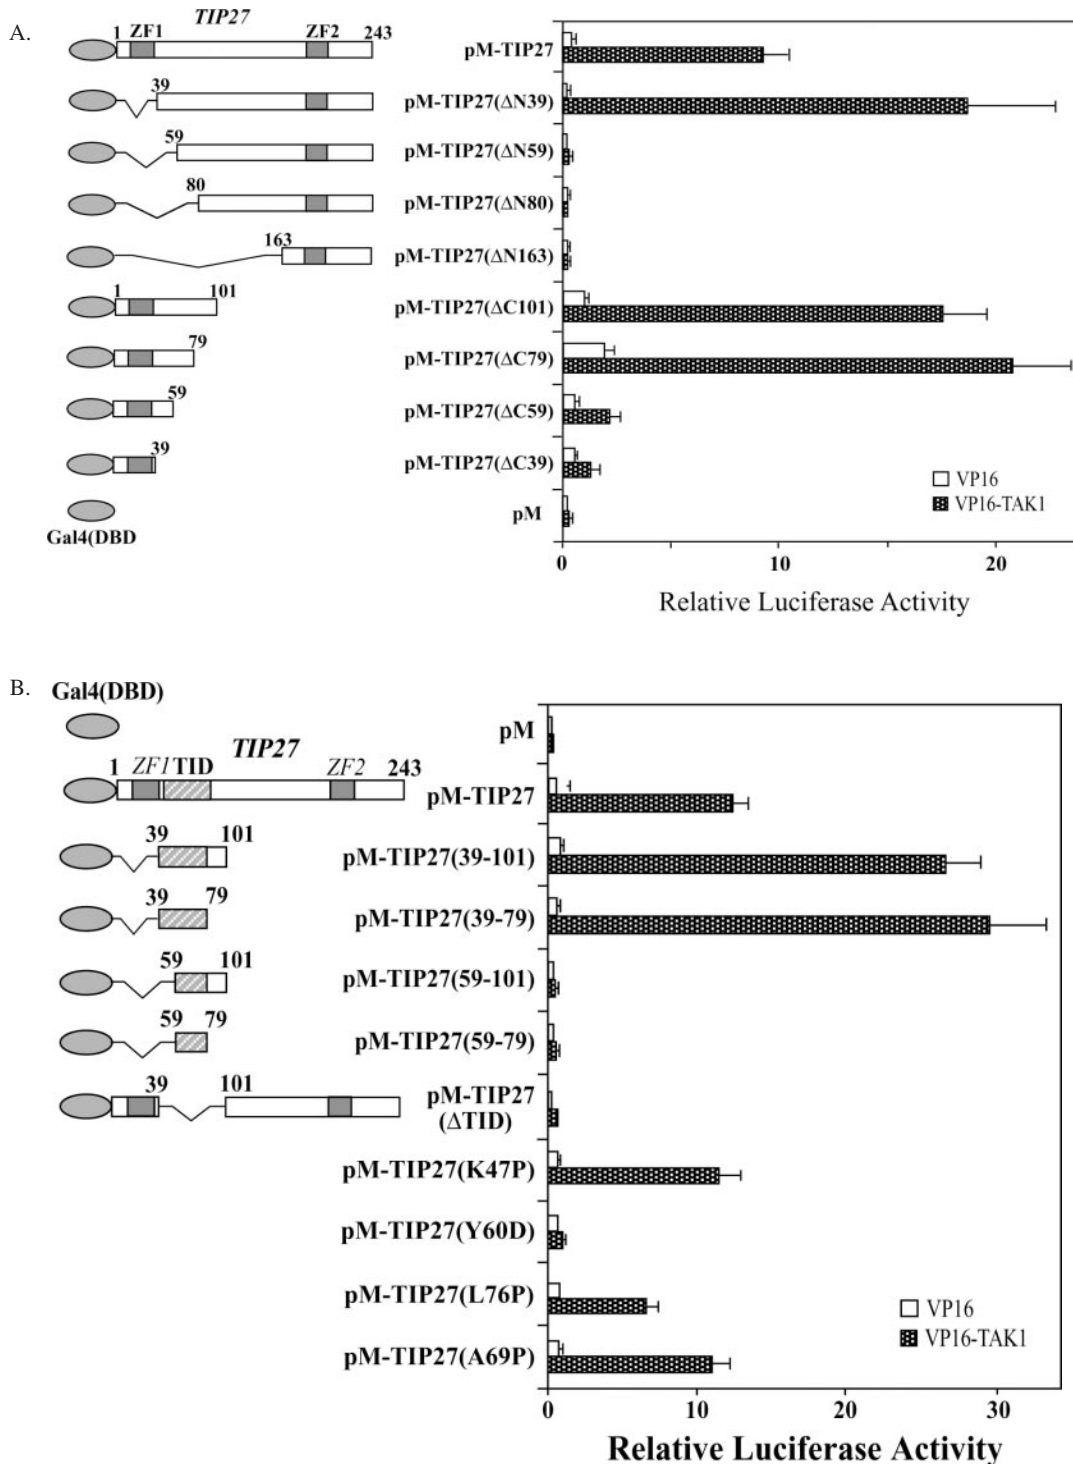 A.
TIP27
1 ZF1 ZF2 243
pM-TIP27
39
pM-TIP27(ΔN39)
59
pM-TIP27(ΔN59)
80
pM-TIP27(ΔN80)
163
pM-TIP27(ΔN163)
1 101
pM-TIP27(ΔC101)
79
pM-TIP27(ΔC79)
59
pM-TIP27(ΔC59)
39
pM-TIP27(ΔC39)
VP16
VP16-TAK1
pM
Gal4(DBD
0 10 20
Relative Luciferase Activity
B.
Gal4(DBD)
pM
TIP27
1 ZF1 TID ZF2 243
pM-TIP27
39 101
pM-TIP27(39-101)
39 79
pM-TIP27(39-79)
59 101
pM-TIP27(59-101)
59 79
pM-TIP27(59-79)
39 101
pM-TIP27
(ΔTID)
pM-TIP27(K47P)
pM-TIP27(Y60D)
pM-TIP27(L76P)
VP16
VP16-TAK1
pM-TIP27(A69P)
0 10 20 30
Relative Luciferase Activity